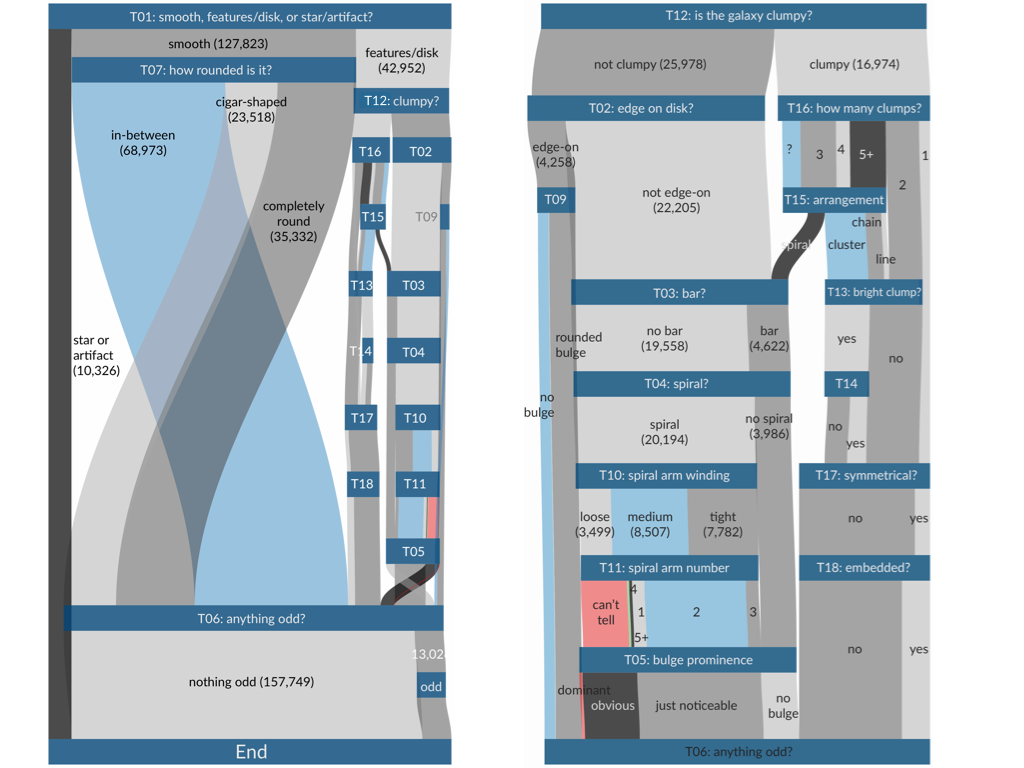 T01: smooth, features/disk, or star/artifact?
smooth (127,823)
features/disk
(42,952)
T07: how rounded is it?
T12: clumpy?
cigar-shaped
(23,518)
in-between
(68,973)
T16
T02
completely
round
(35,332)
T15
T09
T13
T03
star or
artifact
(10,326)
T14
T04
T17
T10
T18
T11
T05
T06: anything odd?
13,02
nothing odd (157,749)
odd
End
T12: is the galaxy clumpy?
not clumpy (25,978)
clumpy (16,974)
T02: edge on disk?
T16: how many clumps?
edge-on
(4,258)
?
3
4
5+
2
1
not edge-on
(22,205)
T09
T15: arrangement
chain
spiral
cluster
line
T03: bar?
T13: bright clump?
rounded
bulge
no bar
(19,558)
bar
(4,622)
yes
no
T04: spiral?
T14
no
bulge
spiral
(20,194)
no spiral
(3,986)
no
yes
T10: spiral arm winding
T17: symmetrical?
loose
(3,499)
medium
(8,507)
tight
(7,782)
no
yes
T11: spiral arm number
T18: embedded?
can't
tell
4
1
5+
2
3
no
yes
T05: bulge prominence
dominant
obvious
just noticeable
no
bulge
T06: anything odd?